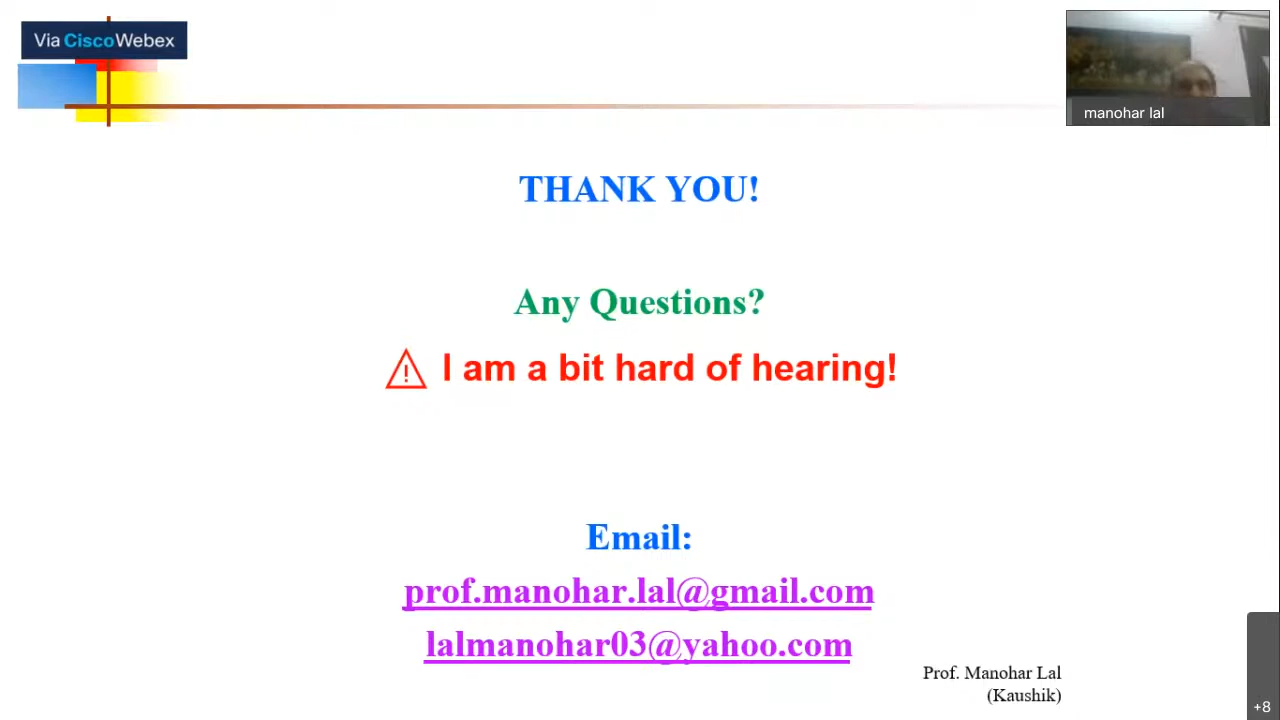 Via CiscoWebex
manohar lal
THANK YOU!
Any Questions?
I am a bit hard of hearing!
Email:
prof.manohar.lal@gmail.com
lalmanohar03@yahoo.com
Prof. Manohar Lal
(Kaushik)
+8